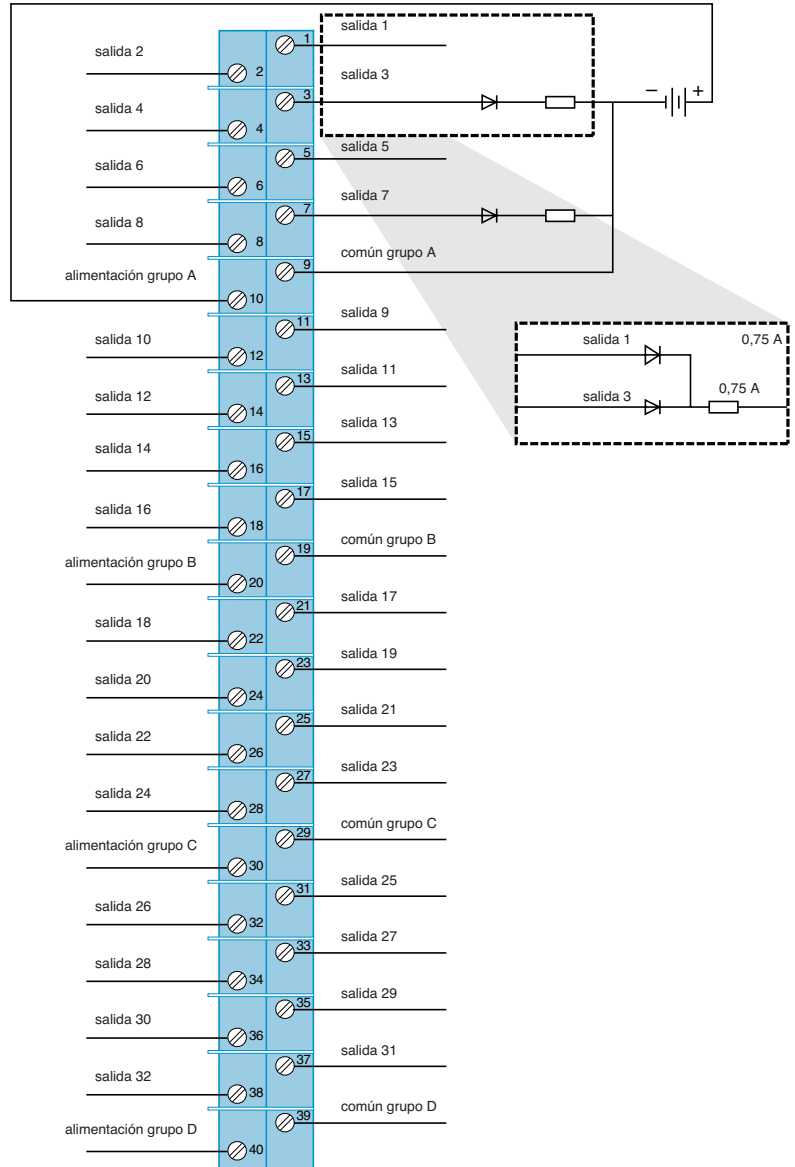 salida 1
1
salida 2
2
salida 3
3
− +
salida 4
4
salida 5
5
salida 6
6
salida 7
7
salida 8
8
común grupo A
9
alimentación grupo A
10
salida 9
11
salida 10
12
salida 11
13
salida 12
14
salida 13
15
salida 14
16
salida 15
17
salida 16
18
común grupo B
19
alimentación grupo B
20
salida 17
21
salida 18
22
salida 19
23
salida 20
24
salida 21
25
salida 22
26
salida 23
27
salida 24
28
común grupo C
29
alimentación grupo C
30
salida 25
31
salida 26
32
salida 27
33
salida 28
34
salida 29
35
salida 30
36
salida 31
37
salida 32
38
común grupo D
39
alimentación grupo D
40
salida 1
0,75 A
salida 3
0,75 A